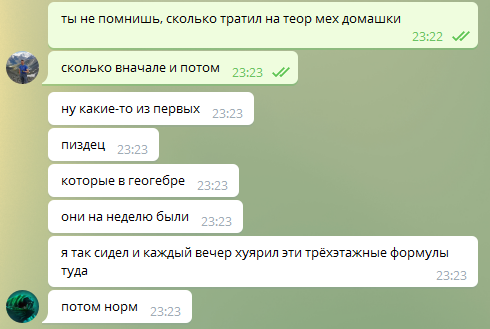 ты не помнишь, сколько тратил на теор мех домашки
23:22
сколько вначале и потом 23:23
ну какие-то из первых 23:23
пиздец 23:23
которые в геогебре 23:23
они на неделю были 23:23
я так сидел и каждый вечер хуярил эти трёхэтажные формулы
туда
23:23
потом норм 23:23